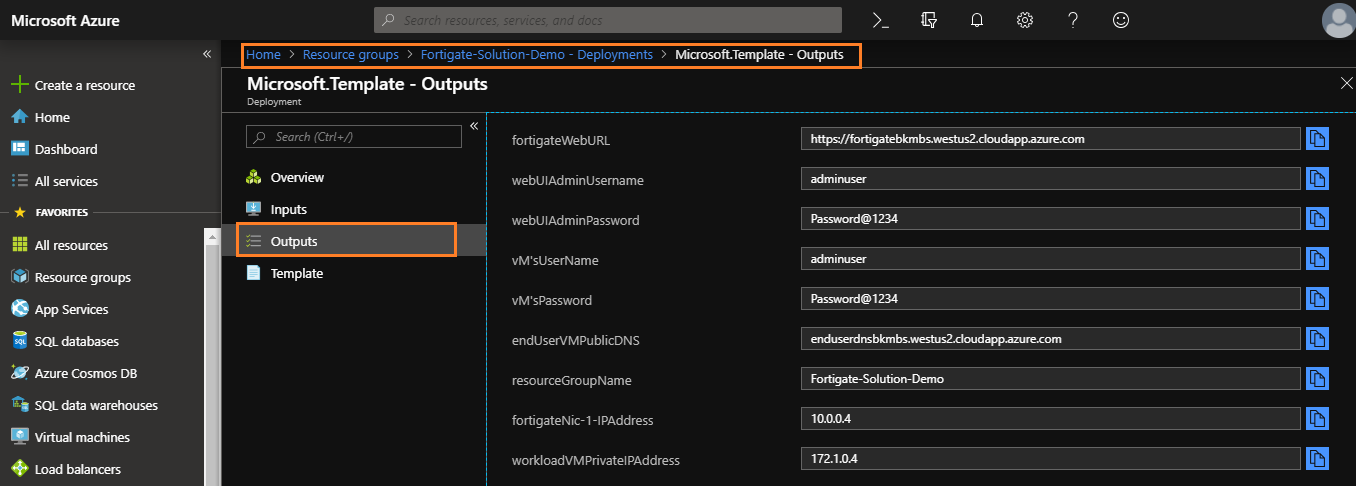 Microsoft Azure
Search resources, services, and docs
Home > Resource groups > Fortigate-Solution-Demo - Deployments > Microsoft.Template - Outputs
Microsoft.Template - Outputs
Deployment
Create a resource
Home
Dashboard
All services
FAVORITES
All resources
Resource groups
App Services
SQL databases
Azure Cosmos DB
SQL data warehouses
Virtual machines
Load balancers
Search (Ctrl+/)
Overview
Inputs
Outputs
Template
fortigateWebURL https://fortigatebkmbs.westus2.cloudapp.azure.com
webUIAdminUsername adminuser
webUIAdminPassword Password@1234
vM'sUserName adminuser
vM'sPassword Password@1234
endUserVMPublicDNS enduserdnsbkmbs.westus2.cloudapp.azure.com
resourceGroupName Fortigate-Solution-Demo
fortigateNic-1-IPAddress 10.0.0.4
workloadVMPrivateIPAddress 172.1.0.4